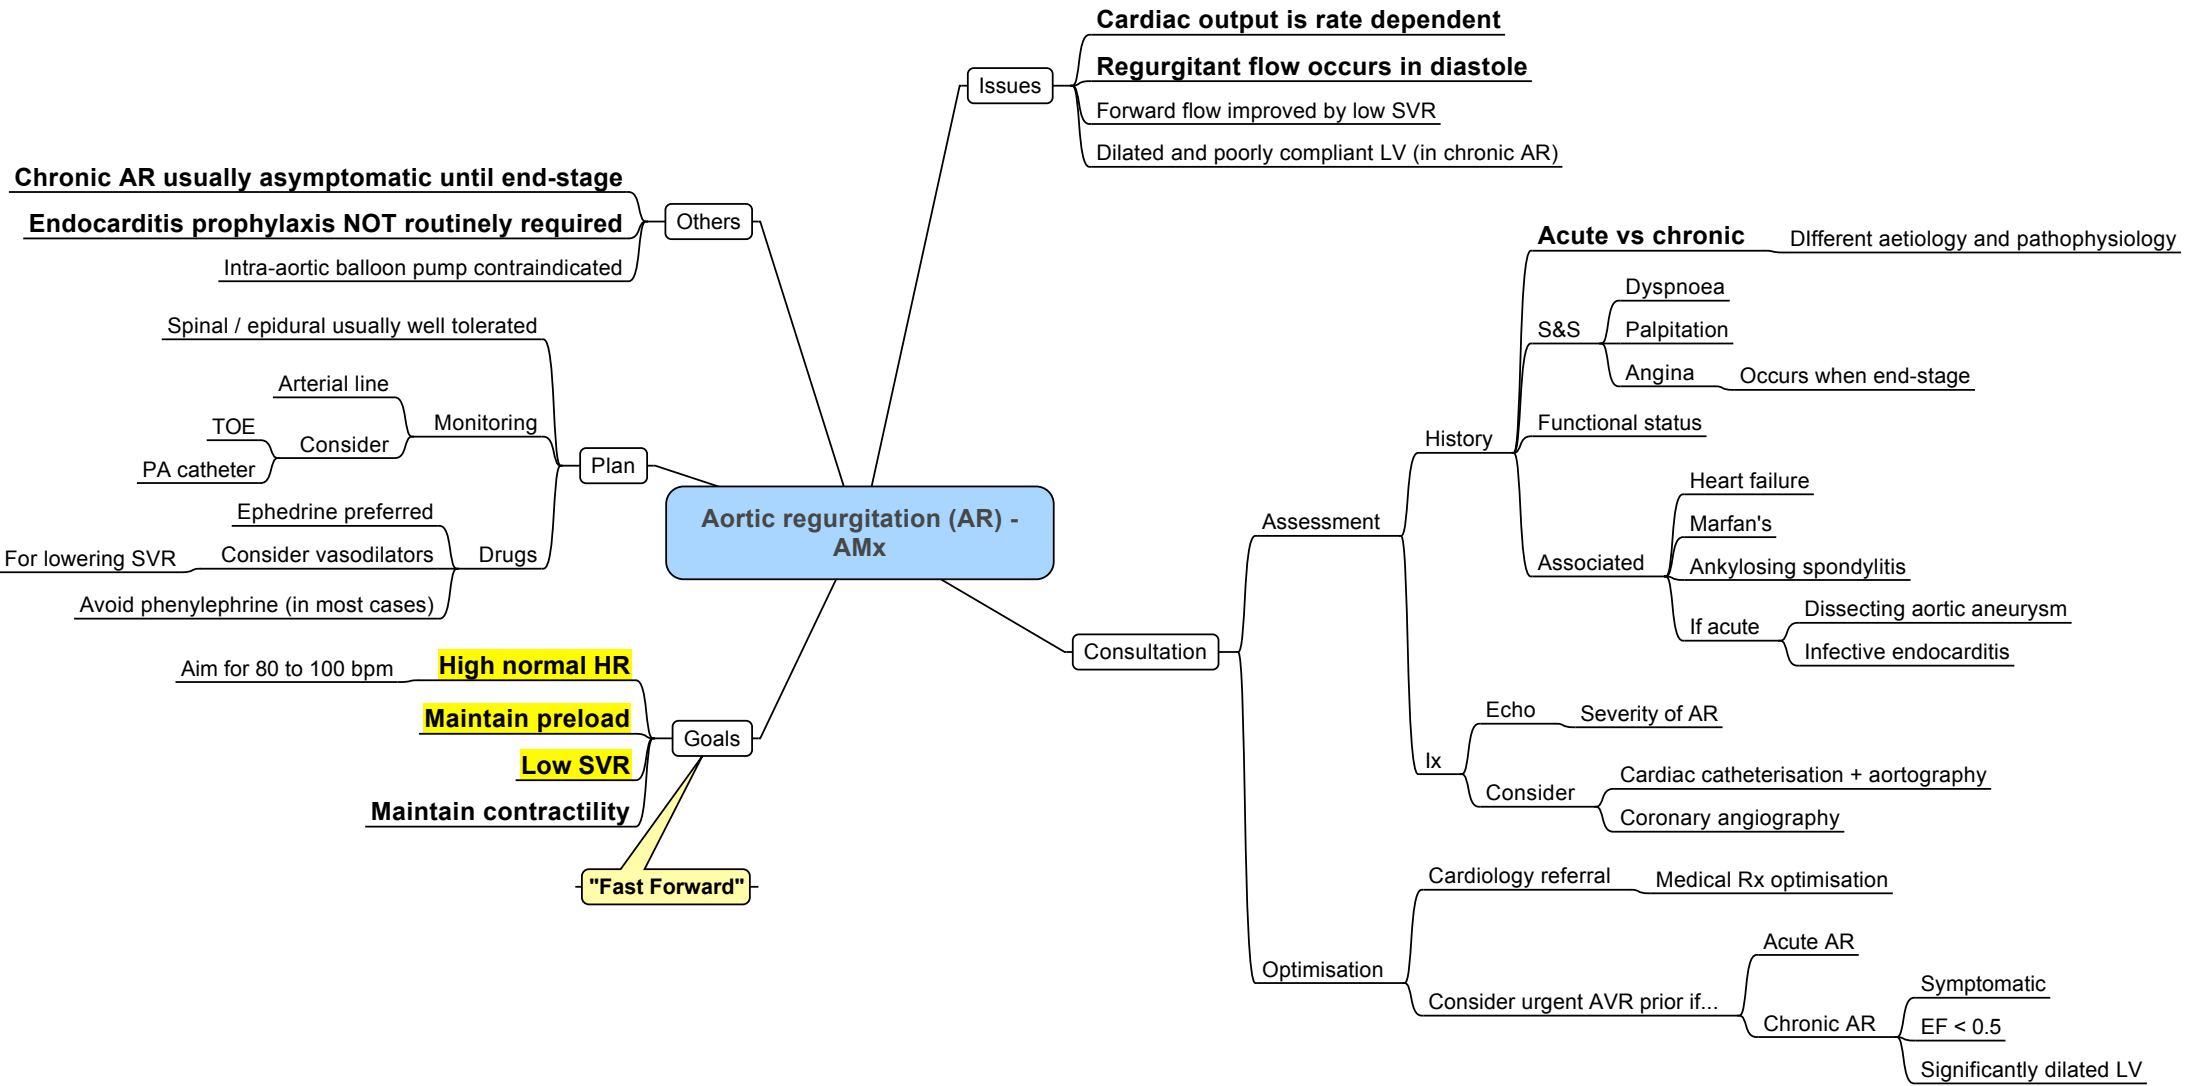 Aortic regurgitation (AR) -
AMx
Issues
Cardiac output is rate dependent
Regurgitant flow occurs in diastole
Forward flow improved by low SVR
Dilated and poorly compliant LV (in chronic AR)
Consultation
Assessment
History
Acute vs chronic
DIfferent aetiology and pathophysiology
S&S
Dyspnoea
Palpitation
Angina
Occurs when end-stage
Functional status
Associated
Heart failure
Marfan's
Ankylosing spondylitis
If acute
Dissecting aortic aneurysm
Infective endocarditis
Ix
Echo
Severity of AR
Consider
Cardiac catheterisation + aortography
Coronary angiography
Optimisation
Cardiology referral
Medical Rx optimisation
Consider urgent AVR prior if...
Acute AR
Chronic AR
Symptomatic
EF < 0.5
Significantly dilated LV
Others
Chronic AR usually asymptomatic until end-stage
Endocarditis prophylaxis NOT routinely required
Intra-aortic balloon pump contraindicated
Plan
Spinal / epidural usually well tolerated
Monitoring
Arterial line
Consider
TOE
PA catheter
Drugs
Ephedrine preferred
Consider vasodilators
For lowering SVR
Avoid phenylephrine (in most cases)
Goals
High normal HR
Aim for 80 to 100 bpm
Maintain preload
Low SVR
Maintain contractility
"Fast Forward"